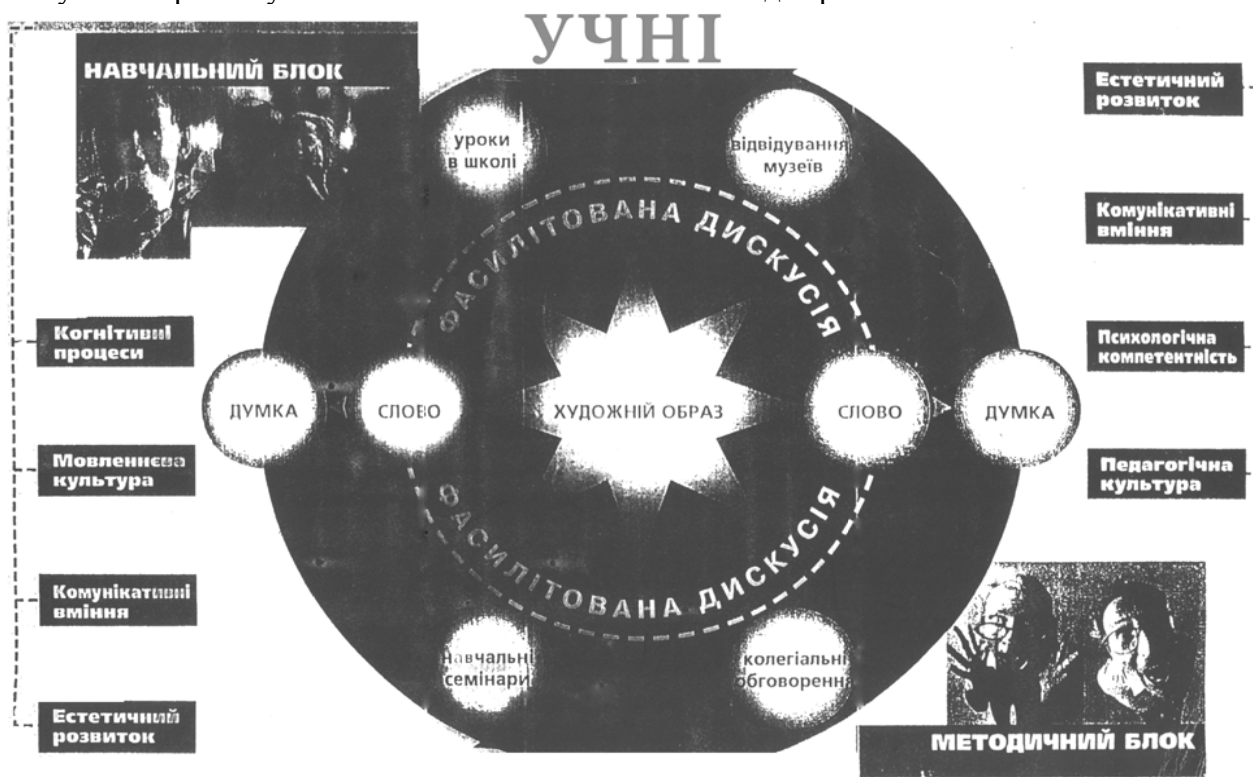 УЧНІ
НАВЧАЛЬНИЙ БЛОК
уроки
в школі
відвідування
музеїв
Естетичний
розвиток
Комунікативні
вміння
Психологічна
компетентність
Педагогічна
культура
ФАСИЛІТОВАНА ДИСКУСІЯ
Когнітивні
процеси
Мовленнєва
культура
Комунікативні
вміння
Естетичний
розвиток
ДУМКА
СЛОВО
ХУДОЖНІЙ ОБРАЗ
СЛОВО
ДУМКА
ФАСИЛІТОВАНА ДИСКУСІЯ
навчальні
семінари
колегіальні
обговорення
МЕТОДИЧНИЙ БЛОК